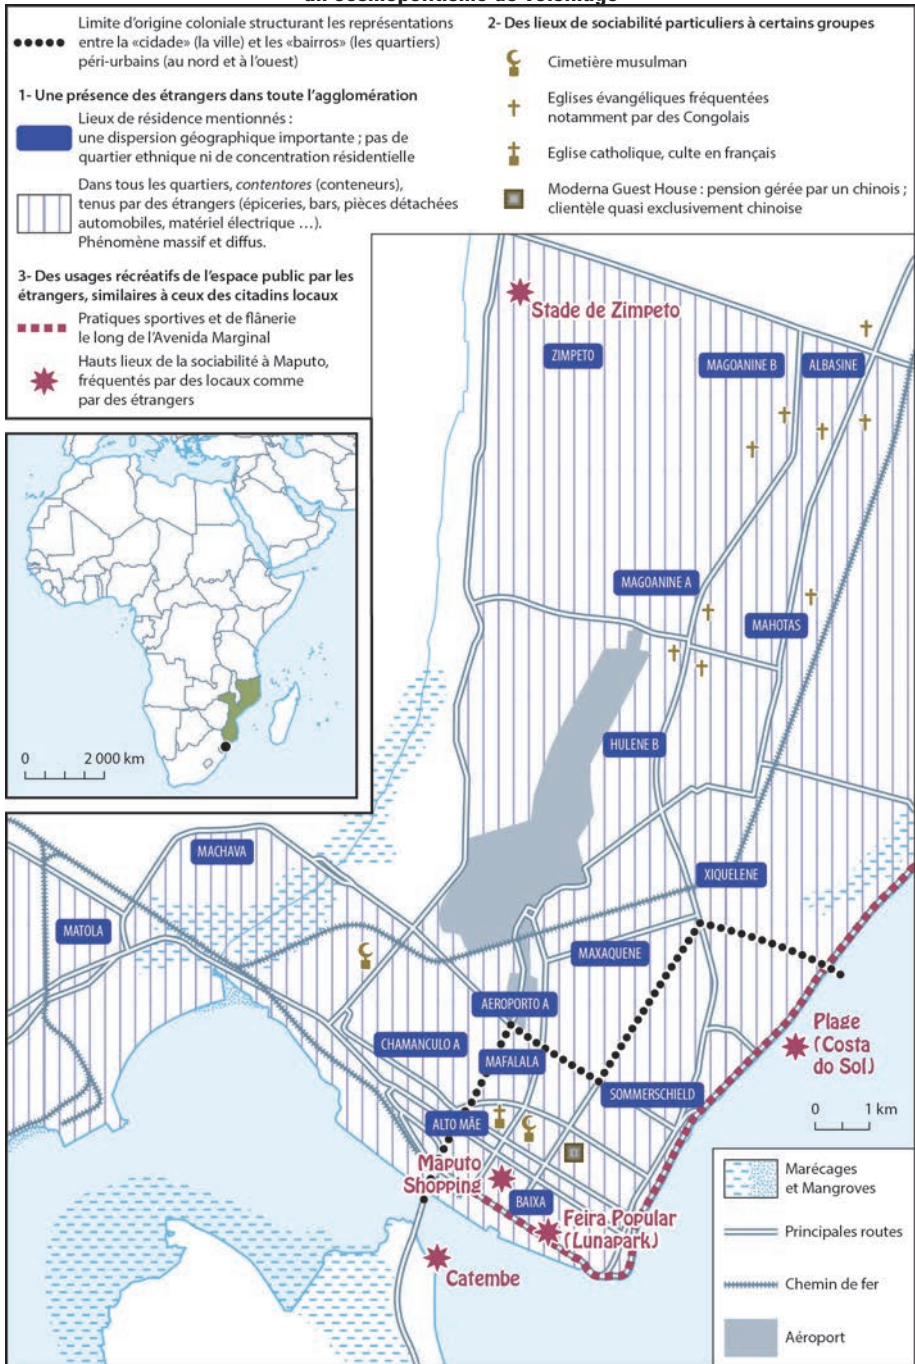 un cosmopolitisme de voisinage
Limite d'origine coloniale structurant les représentations
entre la «cidade» (la ville) et les «bairros» (les quartiers)
péri-urbains (au nord et à l'ouest)
1- Une présence des étrangers dans toute l'agglomération
Lieux de résidence mentionnés :
une dispersion géographique importante ; pas de
quartier ethnique ni de concentration résidentielle
Dans tous les quartiers, contentores (conteneurs),
tenus par des étrangers (épiceries, bars, pièces détachées
automobiles, matériel électrique ...).
Phénomène massif et diffus.
3- Des usages récréatifs de l'espace public par les
étrangers, similaires à ceux des citadins locaux
Pratiques sportives et de flânerie
le long de l'Avenida Marginal
Hauts lieux de la sociabilité à Maputo,
fréquentés par des locaux comme
par des étrangers
2- Des lieux de sociabilité particuliers à certains groupes
Cimetière musulman
Eglises évangéliques fréquentées
notamment par des Congolais
Eglise catholique, culte en français
Moderna Guest House : pension gérée par un chinois ;
clientèle quasi exclusivement chinoise
Stade de Zimpeto
ZIMPETO
MAGOANINE B
ALBASINE
MAGOANINE A
MAHOTAS
HULENE B
0 2 000 km
MACHAVA
XIQUELENE
MATOLA
MAXAQUENE
AEROPORTO A
CHAMANCULO A
MAFALALA
Plage
(Costa
do Sol)
SOMMERSCHIELD
0 1 km
ALTO MÃE
Maputo
Shopping
BAIXA
Feira Popular
(Lunapark)
Catembe
Marécages
et Mangroves
Principales routes
Chemin de fer
Aéroport